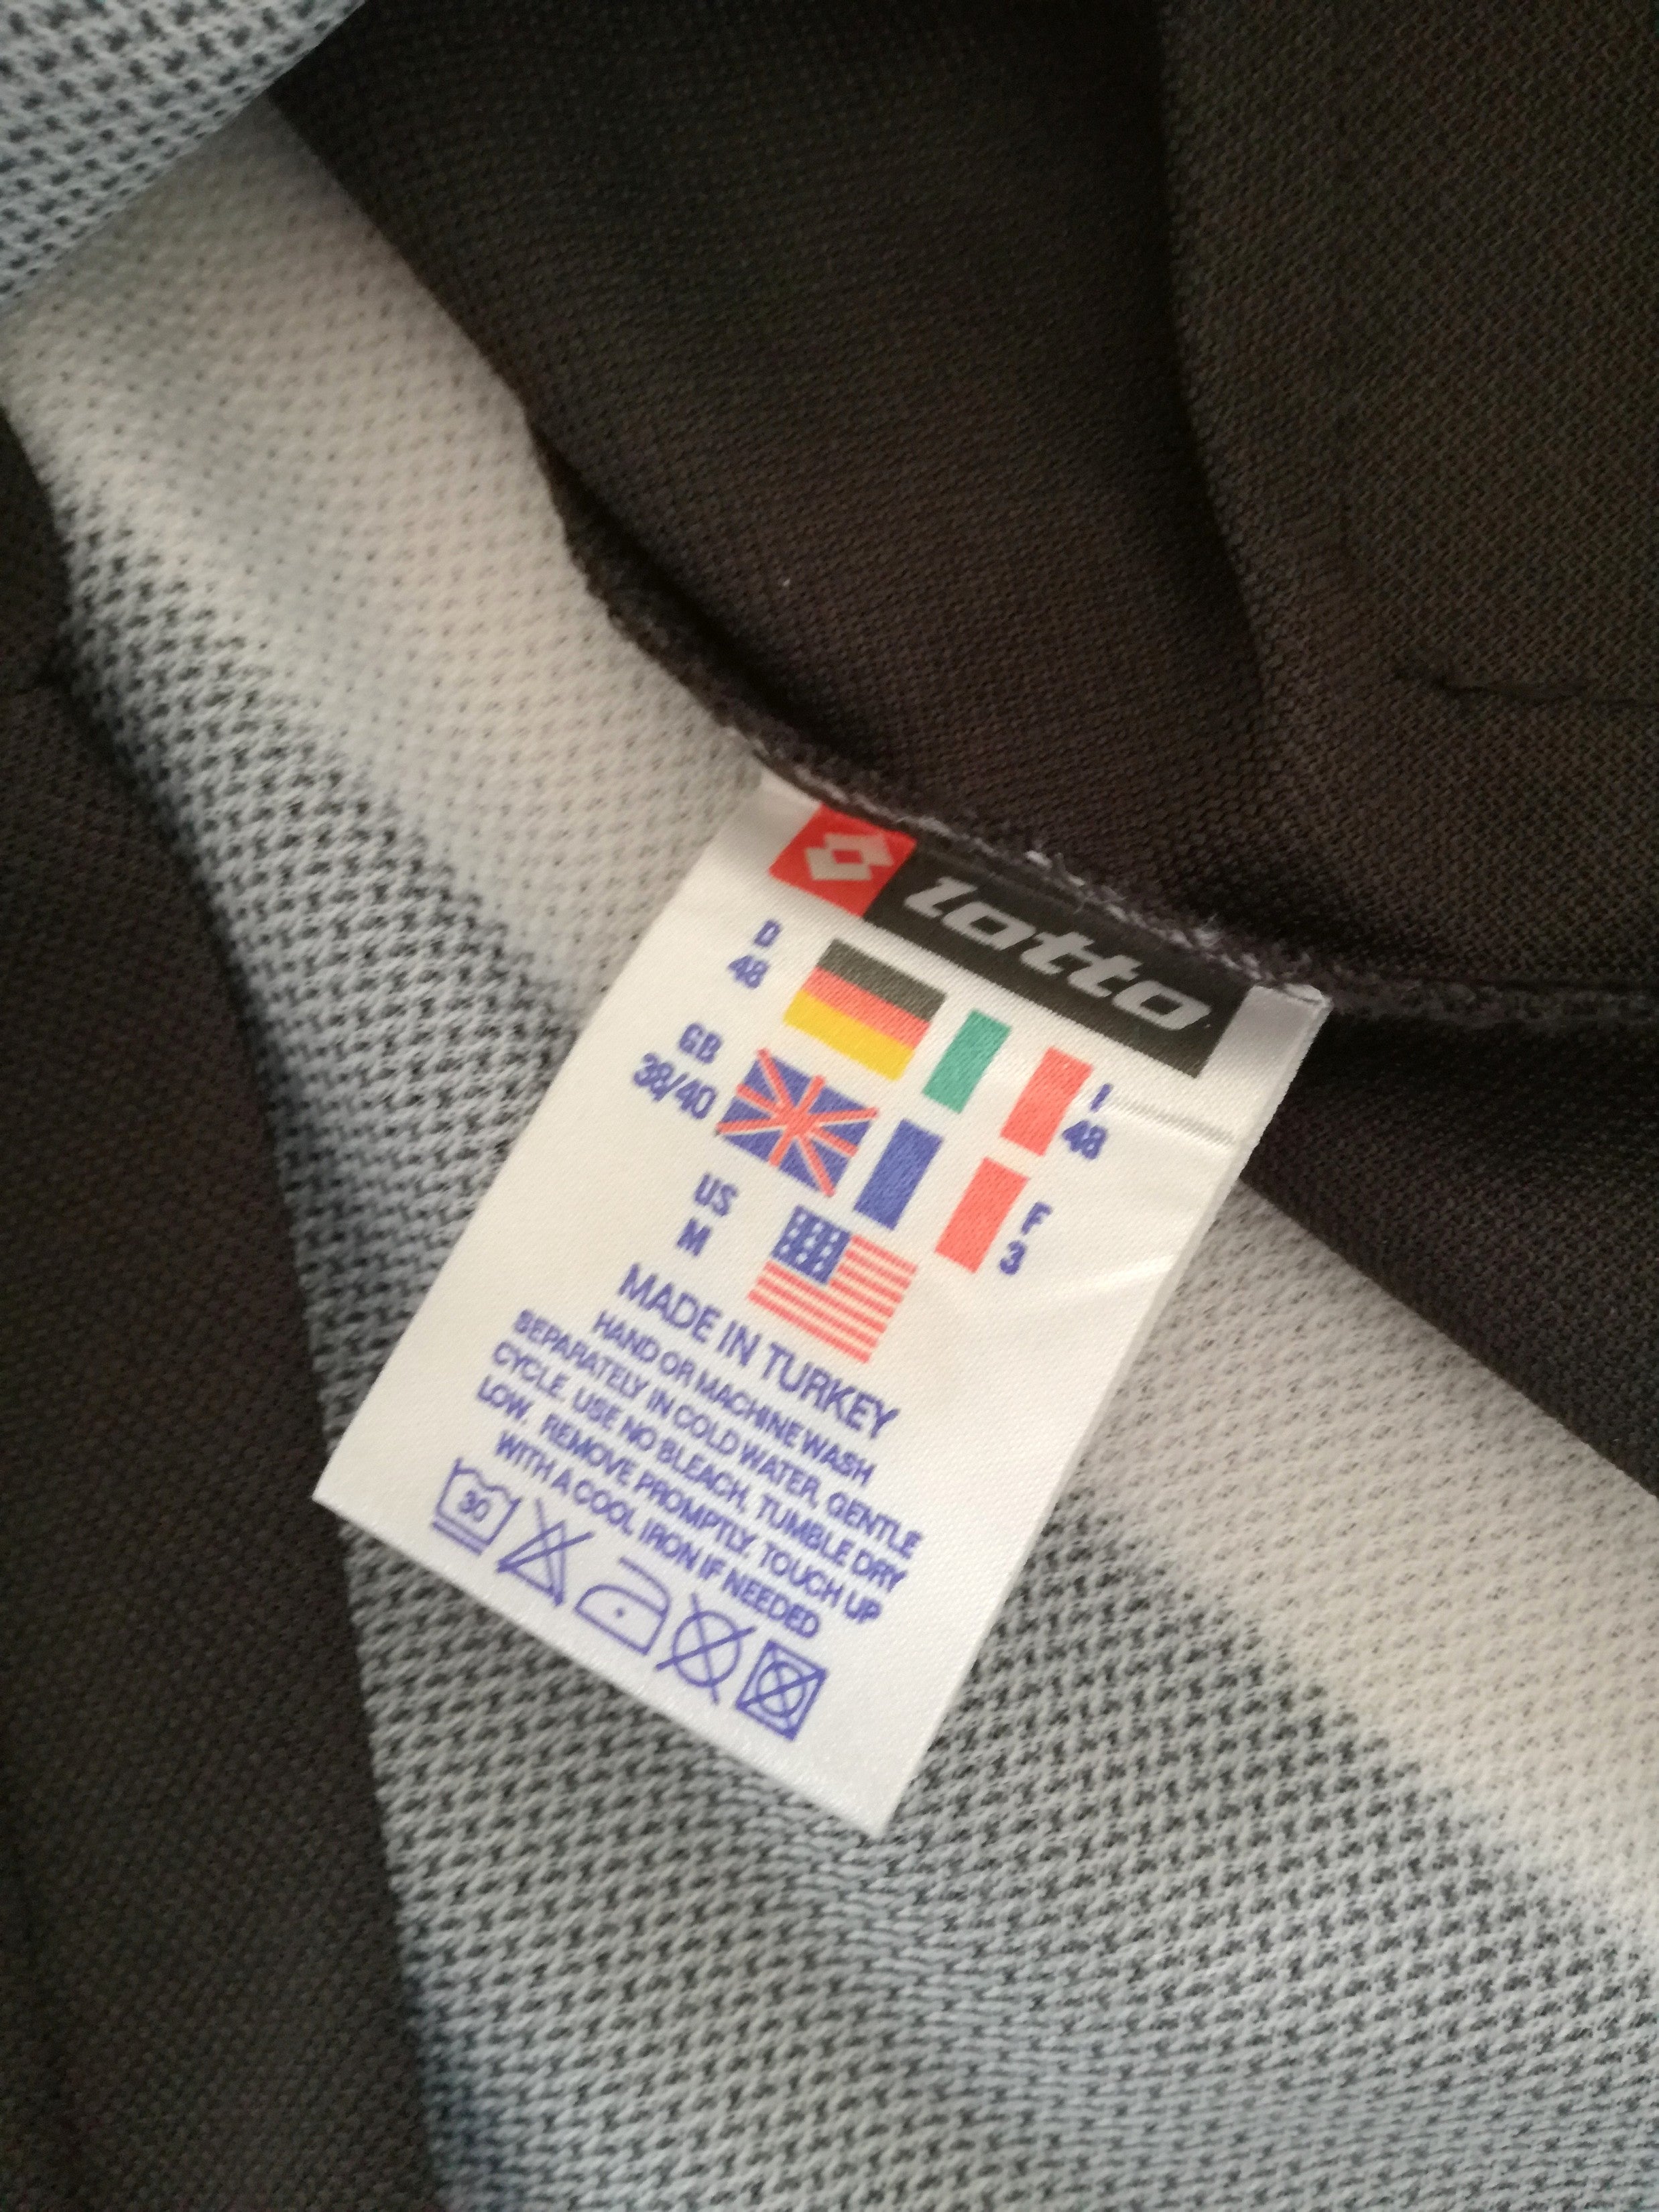 lotto
D
48
I
48
GB
38/40
F
3
US
M
MADE IN TURKEY
HAND OR MACHINE WASH
SEPARATELY IN COLD WATER, GENTLE
CYCLE. USE NO BLEACH, TUMBLE DRY
LOW. REMOVE PROMPTLY. TOUCH UP
WITH A COOL IRON IF NEEDED
30